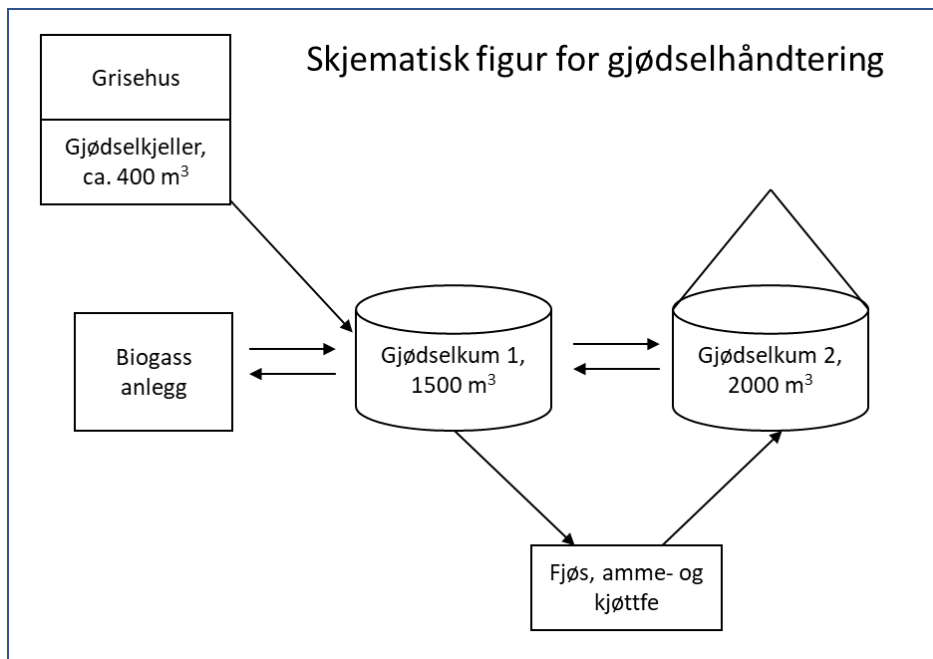 Skjematisk figur for gjødselhåndtering
Grisehus
Gjødselkjeller,
ca. 400 m³
Biogass
anlegg
Gjødselkum 1,
1500 m³
Gjødselkum 2,
2000 m³
Fjøs, amme- og
kjøttfe